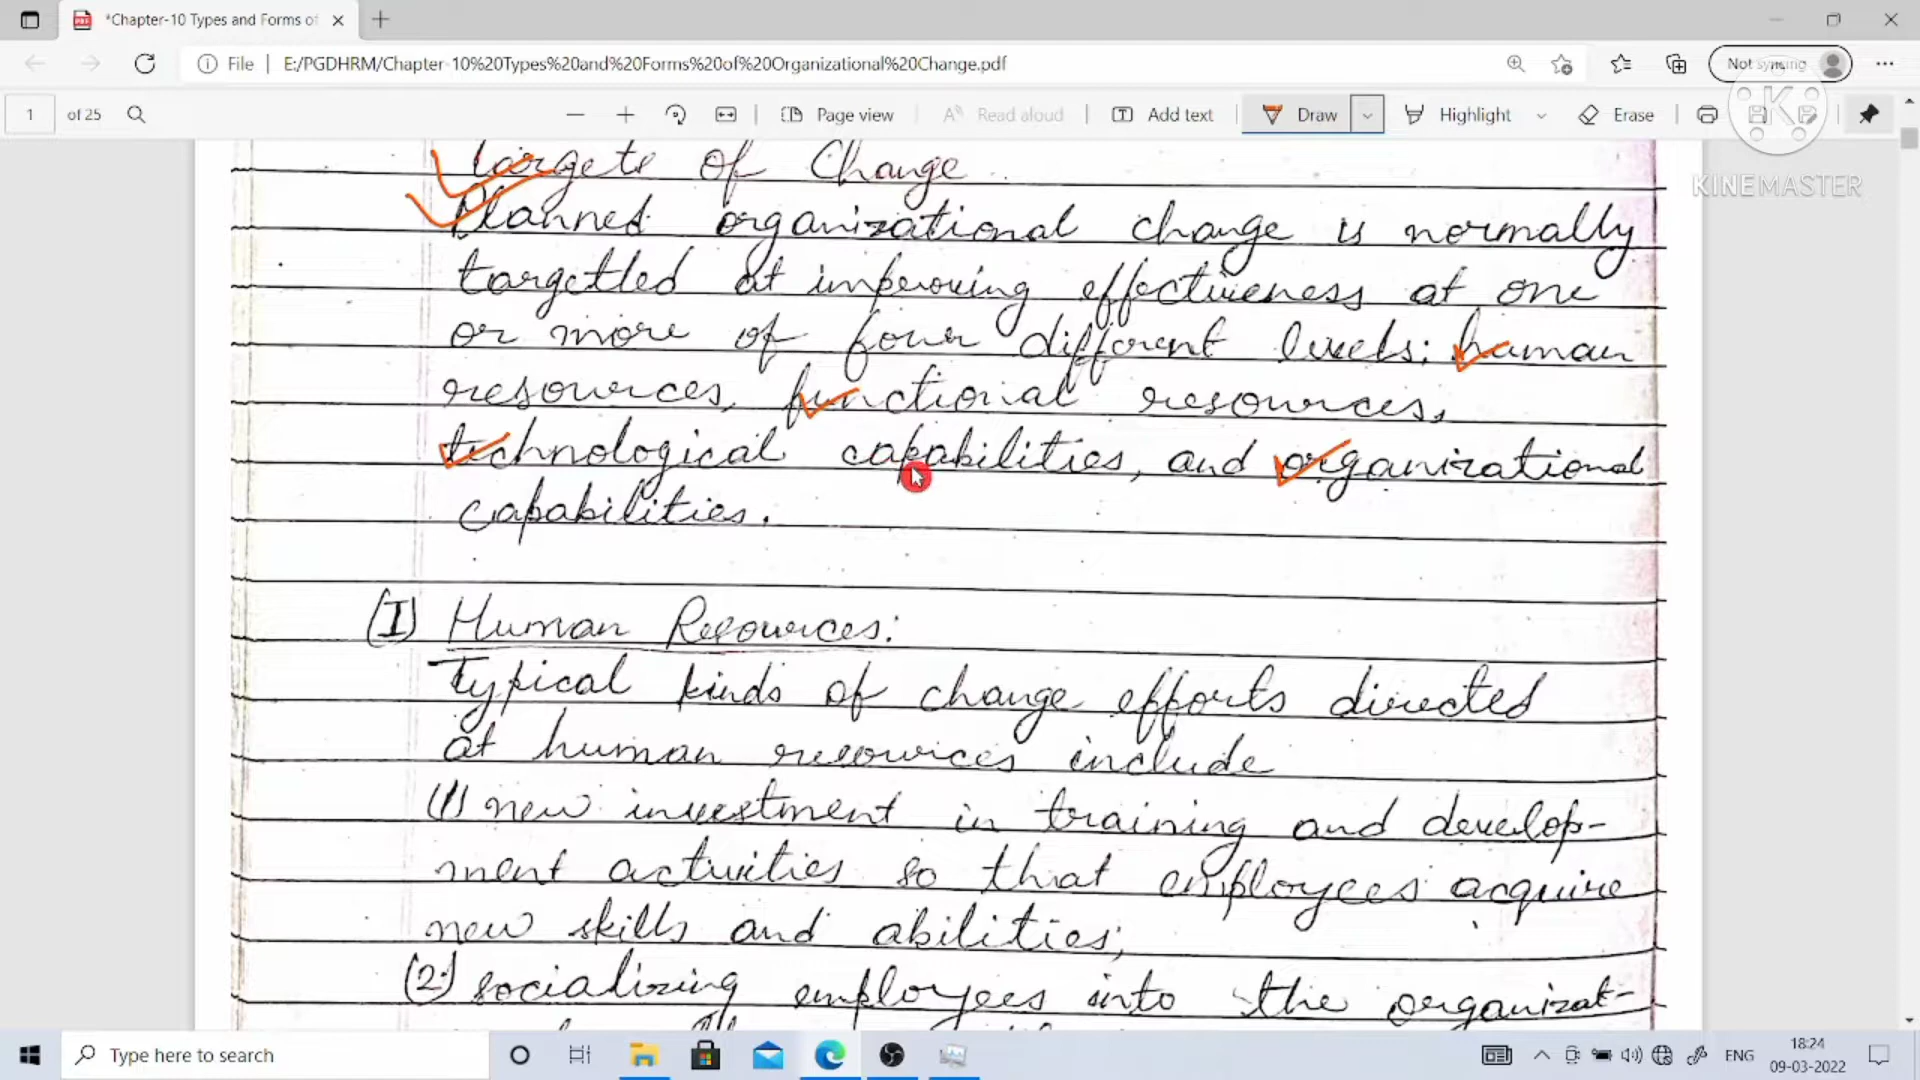 *Chapter-10 Types and Forms of
File | E:/PGDHRM/Chapter-10%20Types%20and%20Forms%20of%20Organizational%20Change.pdf
Not syncing
1 of 25
Page view
Read aloud
Add text
Draw
Highlight
Erase
K
KINEMASTER
Targets of Change
Planned organizational change is normally
targetted at improving effectiveness at one
or more of four different levels: human
resources, functional resources,
technological capabilities, and organizational
capabilities.
(I) Human Resources:
Typical kinds of change efforts directed
at human resources include
(1) new investment in training and develop-
ment activities so that employees acquire
new skills and abilities;
(2) socializing employees into the organizat-
Type here to search
ENG
18:24
09-03-2022